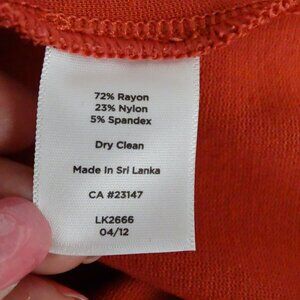 72% Rayon
23% Nylon
5% Spandex
Dry Clean
Made In Sri Lanka
CA #23147
LK2666
04/12